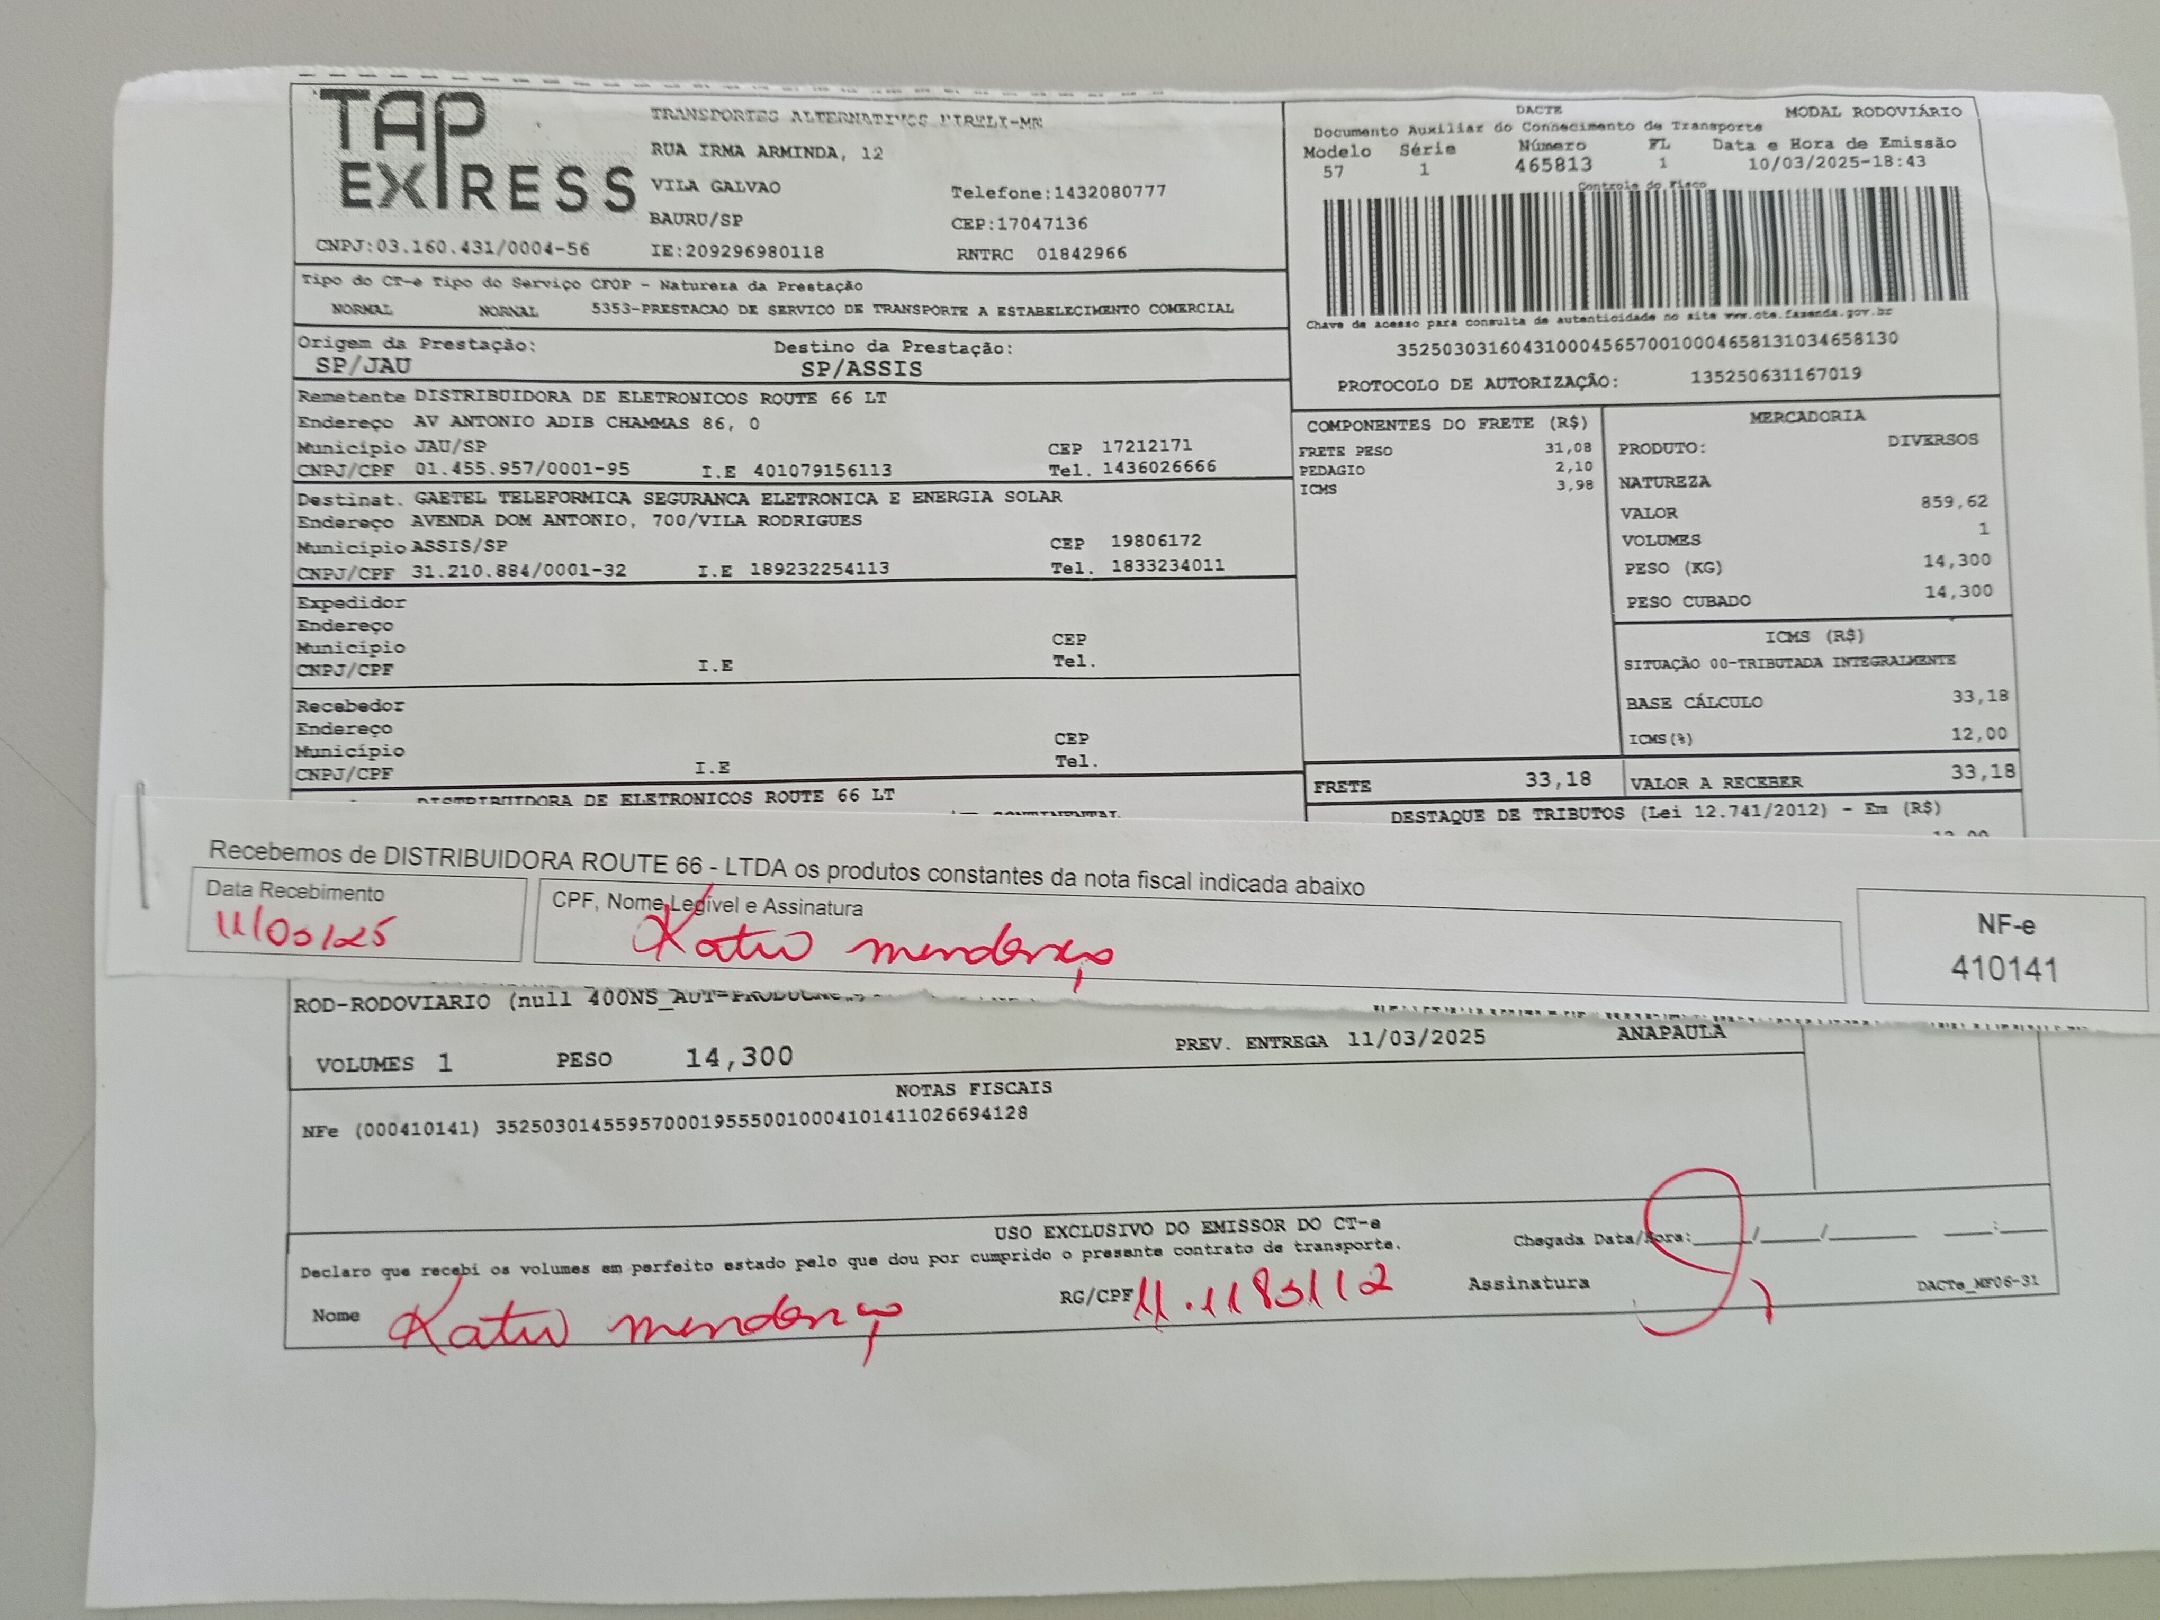 TAP EXPRESS
TRANSPORTES ALTERNATIVOS EIRELI-ME
RUA IRMA ARMINDA, 12
VILA GALVAO Telefone:1432080777
BAURU/SP CEP:17047136
CNPJ:03.160.431/0004-56 IE:209296980118 RNTRC 01842966
DACTE MODAL RODOVIÁRIO
Documento Auxiliar do Conhecimento de Transporte
Modelo Série Número FL Data e Hora de Emissão
57 1 465813 1 10/03/2025-18:43
Controle do Fisco
Chave de acesso para consulta de autenticidade no site www.cte.fazenda.gov.br
35250303160431000456570010004658131034658130
PROTOCOLO DE AUTORIZAÇÃO: 135250631167019
Tipo do CT-e Tipo do Serviço CFOP - Natureza da Prestação
NORMAL NORMAL 5353-PRESTACAO DE SERVICO DE TRANSPORTE A ESTABELECIMENTO COMERCIAL
Origem da Prestação: Destino da Prestação:
SP/JAU SP/ASSIS
Remetente DISTRIBUIDORA DE ELETRONICOS ROUTE 66 LT
Endereço AV ANTONIO ADIB CHAMMAS 86, 0
Município JAU/SP CEP 17212171
CNPJ/CPF 01.455.957/0001-95 I.E 401079156113 Tel. 1436026666
Destinat. GAETEL TELEFORMICA SEGURANCA ELETRONICA E ENERGIA SOLAR
Endereço AVENDA DOM ANTONIO, 700/VILA RODRIGUES
Município ASSIS/SP CEP 19806172
CNPJ/CPF 31.210.884/0001-32 I.E 189232254113 Tel. 1833234011
Expedidor
Endereço
Município CEP
CNPJ/CPF I.E Tel.
Recebedor
Endereço
Município CEP
CNPJ/CPF I.E Tel.
DISTRIBUIDORA DE ELETRONICOS ROUTE 66 LT
CONTINENTAL
COMPONENTES DO FRETE (R$)
FRETE PESO 31,08
PEDAGIO 2,10
ICMS 3,98
MERCADORIA
PRODUTO: DIVERSOS
NATUREZA
VALOR 859,62
VOLUMES 1
PESO (KG) 14,300
PESO CUBADO 14,300
ICMS (R$)
SITUAÇÃO 00-TRIBUTADA INTEGRALMENTE
BASE CÁLCULO 33,18
ICMS(%) 12,00
FRETE 33,18 VALOR A RECEBER 33,18
DESTAQUE DE TRIBUTOS (Lei 12.741/2012) - Em (R$)
Recebemos de DISTRIBUIDORA ROUTE 66 - LTDA os produtos constantes da nota fiscal indicada abaixo
Data Recebimento CPF, Nome Legível e Assinatura NF-e
11/03/25 Katia mendonça 410141
ROD-RODOVIARIO (null 400NS
VOLUMES 1 PESO 14,300 PREV. ENTREGA 11/03/2025 ANAPAULA
NOTAS FISCAIS
NFe (000410141) 35250301455957000195550010004101411026694128
USO EXCLUSIVO DO EMISSOR DO CT-e
Declaro que recebi os volumes em perfeito estado pelo que dou por cumprido o presente contrato de transporte. Chegada Data/Hora:____/____/______ ____:____
Nome Katia mendonça RG/CPF Assinatura DACTe_MF06-31